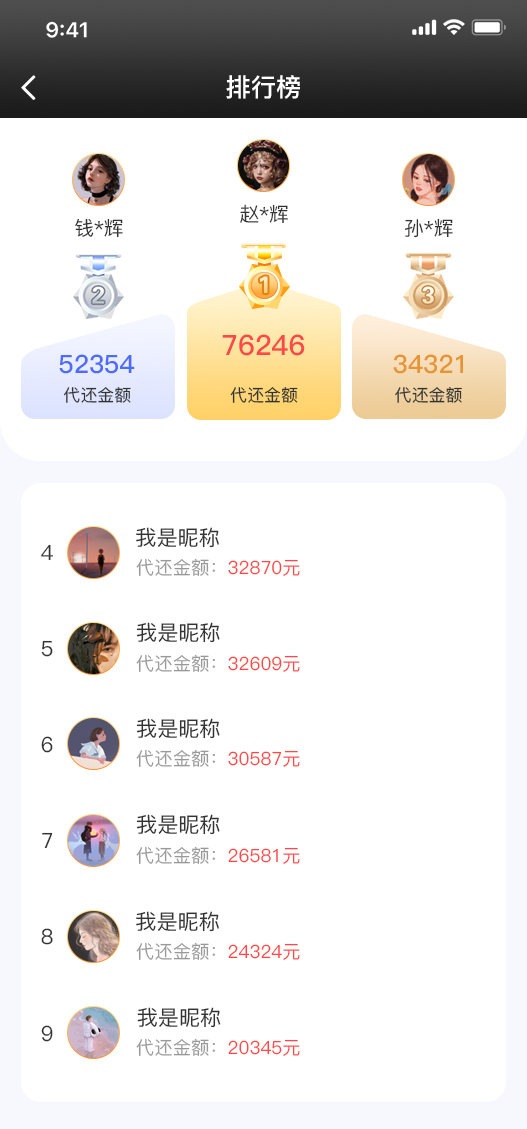 9:41
排行榜
赵*辉
钱*辉
孙*辉
1
2
3
76246
代还金额
52354
代还金额
34321
代还金额
4
我是昵称
代还金额：32870元
5
我是昵称
代还金额：32609元
6
我是昵称
代还金额：30587元
7
我是昵称
代还金额：26581元
8
我是昵称
代还金额：24324元
9
我是昵称
代还金额：20345元